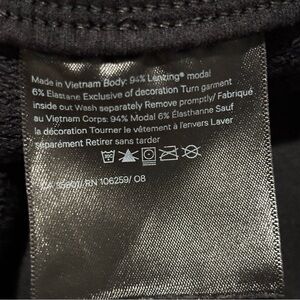 Made in Vietnam Body: 94% Lenzing® modal
6% Elastane Exclusive of decoration Turn garment
inside out Wash separately Remove promptly/ Fabriqué
au Vietnam Corps: 94% Modal 6% Élasthanne Sauf
la décoration Tourner le vêtement à l'envers Laver
séparément Retirer sans tarder
RN 106259/ 08